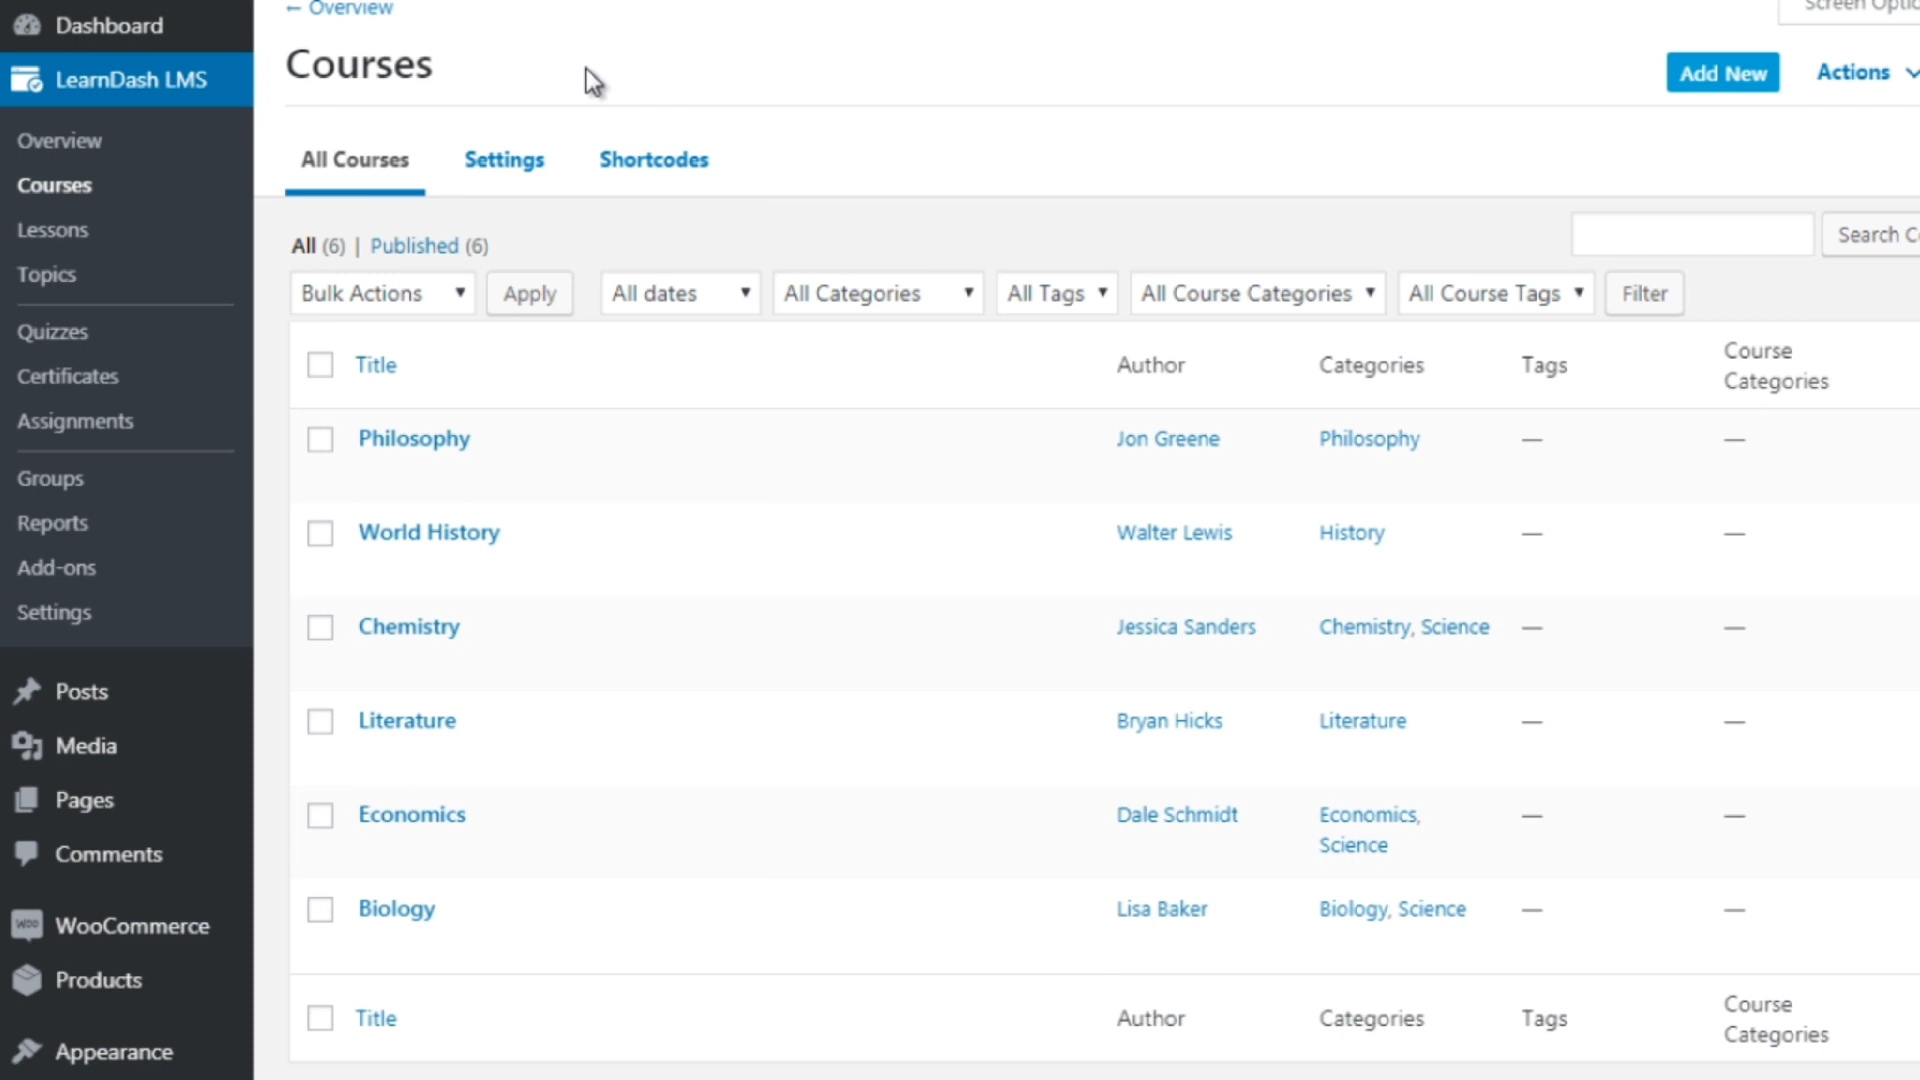 Dashboard
LearnDash LMS
Overview
Courses
Lessons
Topics
Quizzes
Certificates
Assignments
Groups
Reports
Add-ons
Settings
Posts
Media
Pages
Comments
WooCommerce
Products
Appearance
← Overview
Screen Optio
Courses
Add New
Actions
All Courses Settings Shortcodes
All (6) | Published (6)
Search C
Bulk Actions Apply All dates All Categories All Tags All Course Categories All Course Tags Filter
Title Author Categories Tags Course Categories
Philosophy Jon Greene Philosophy — —
World History Walter Lewis History — —
Chemistry Jessica Sanders Chemistry, Science — —
Literature Bryan Hicks Literature — —
Economics Dale Schmidt Economics, Science — —
Biology Lisa Baker Biology, Science — —
Title Author Categories Tags Course Categories